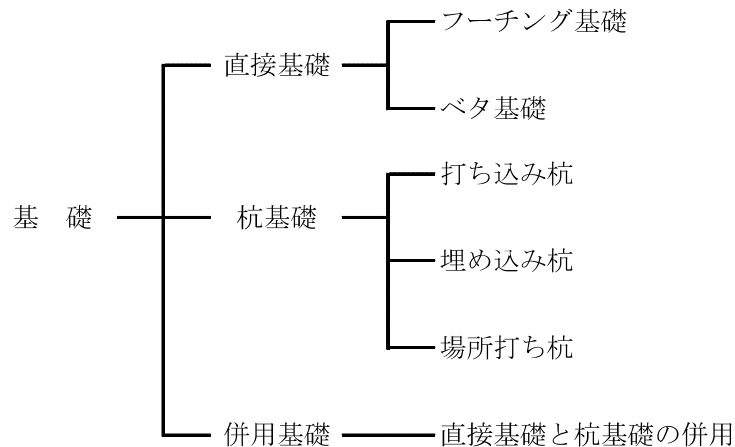 フーチング基礎
直接基礎
ベタ基礎
打ち込み杭
基　礎
杭基礎
埋め込み杭
場所打ち杭
併用基礎
直接基礎と杭基礎の併用